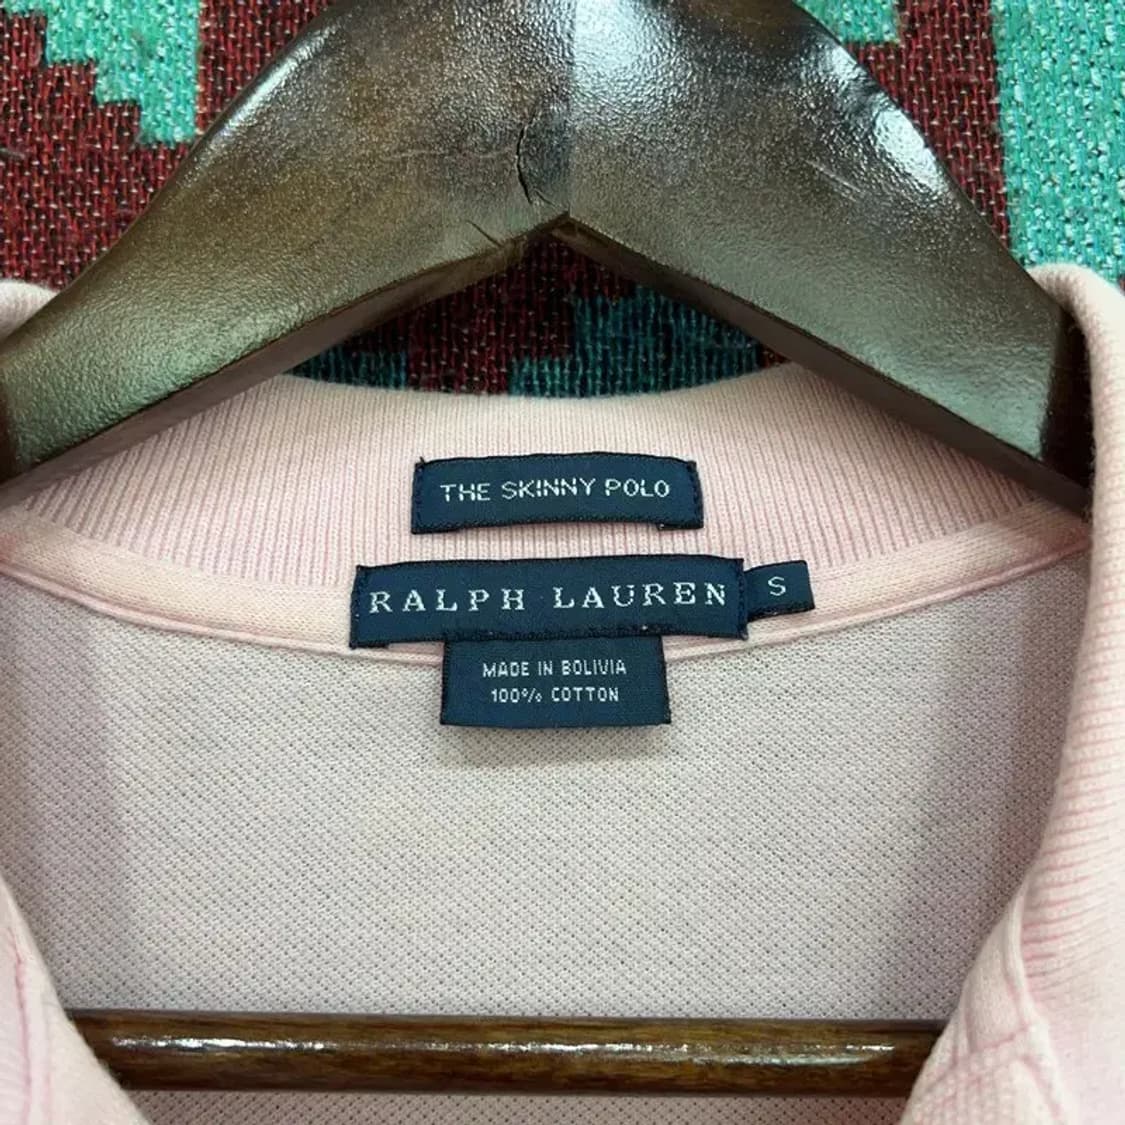 THE SKINNY POLO
RALPH LAUREN
S
MADE IN BOLIVIA
100% COTTON